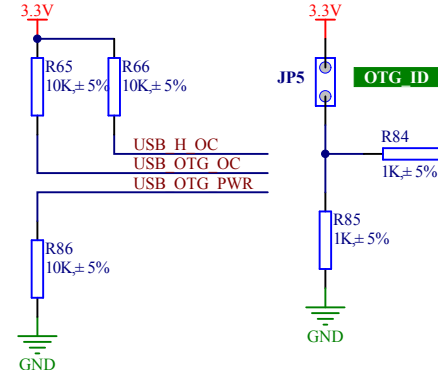 3.3V
3.3V
R65
10K,±5%
R66
10K,±5%
JP5
OTG_ID
USB_H_OC
USB_OTG_OC
USB_OTG_PWR
R84
1K,±5%
R86
10K,±5%
R85
1K,±5%
GND
GND